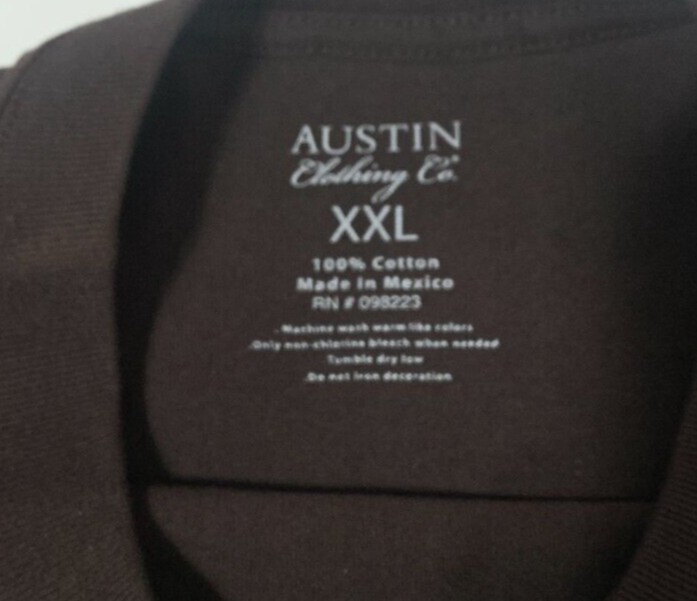 AUSTIN
Clothing Co.
XXL
100% Cotton
Made In Mexico
RN # 098223
.Machine wash warm like colors
.Only non-chlorine bleach when needed
Tumble dry low
.Do not iron decoration